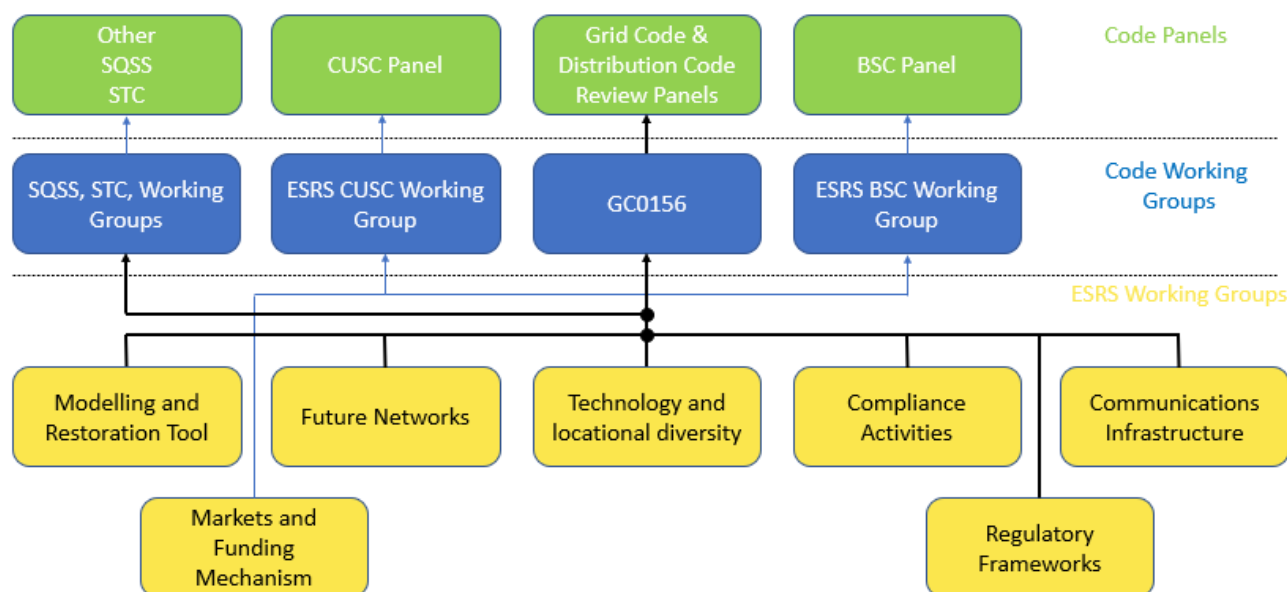 Other
SQSS
STC
CUSC Panel
Grid Code &
Distribution Code
Review Panels
BSC Panel
Code Panels
SQSS, STC, Working
Groups
ESRS CUSC Working
Group
GC0156
ESRS BSC Working
Group
Code Working
Groups
ESRS Working Groups
Modelling and
Restoration Tool
Future Networks
Technology and
locational diversity
Compliance
Activities
Communications
Infrastructure
Markets and
Funding
Mechanism
Regulatory
Frameworks